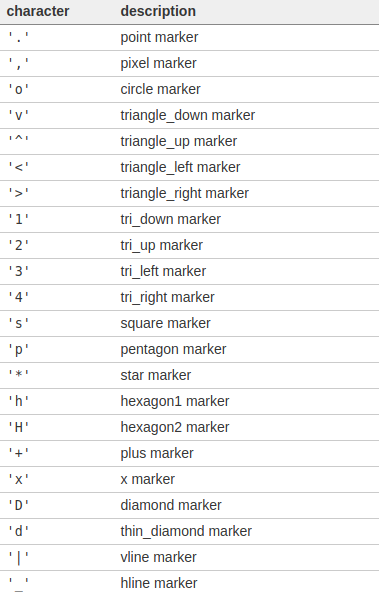 character description
'.' point marker
',' pixel marker
'o' circle marker
'v' triangle_down marker
'^' triangle_up marker
'<' triangle_left marker
'>' triangle_right marker
'1' tri_down marker
'2' tri_up marker
'3' tri_left marker
'4' tri_right marker
's' square marker
'p' pentagon marker
'*' star marker
'h' hexagon1 marker
'H' hexagon2 marker
'+' plus marker
'x' x marker
'D' diamond marker
'd' thin_diamond marker
'|' vline marker
'_' hline marker